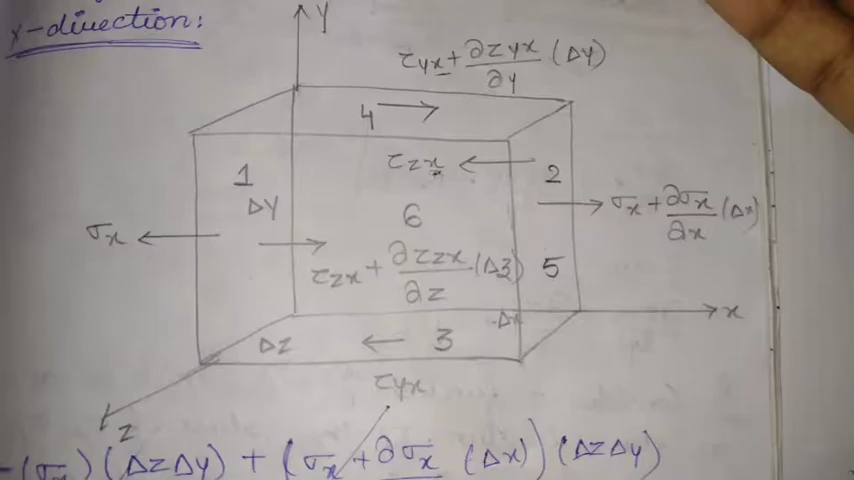 x-direction:
y
τyx + ∂τyx/∂y (Δy)
4
τzx
1
2
Δy
σx + ∂σx/∂x (Δx)
6
σx
τzx + ∂τzx/∂z (Δz)
5
x
Δx
Δz
3
τyx
z
-(σx)(ΔzΔy) + (σx + ∂σx (Δx))(ΔzΔy)